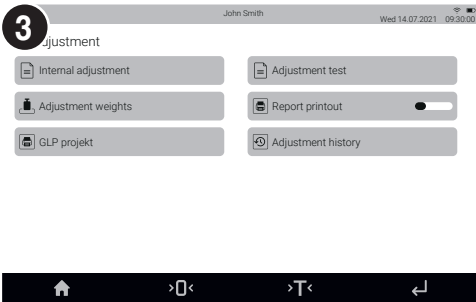 3
John Smith
Wed 14.07.2021 09:30:00
djustment
Internal adjustment
Adjustment test
Adjustment weights
Report printout
GLP projekt
Adjustment history
>0<
>T<